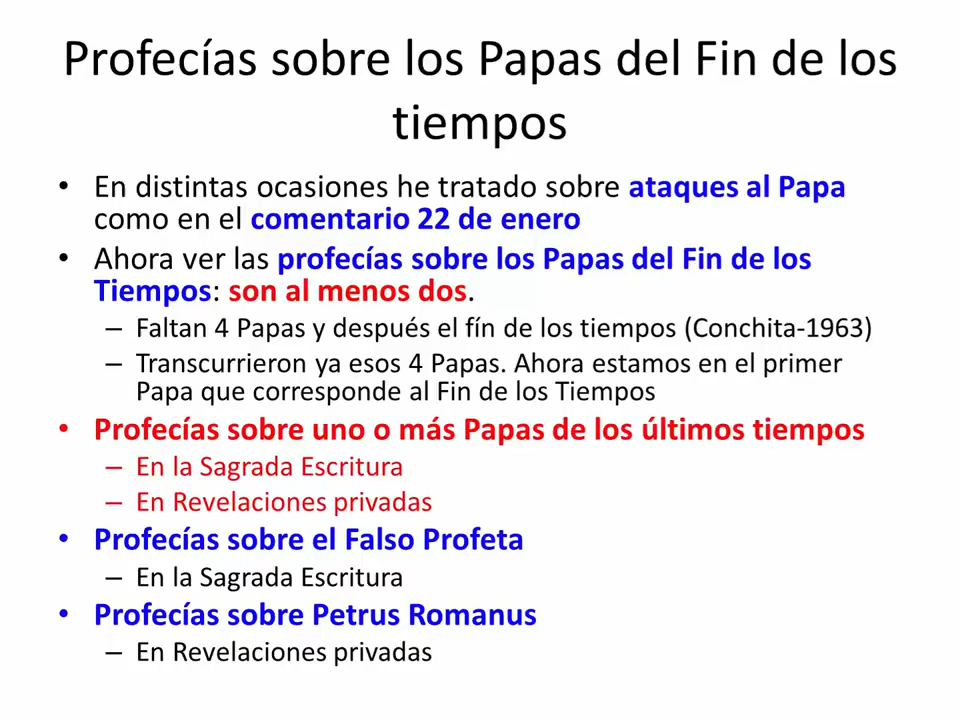 Profecías sobre los Papas del Fin de los
tiempos
• En distintas ocasiones he tratado sobre ataques al Papa
como en el comentario 22 de enero
• Ahora ver las profecías sobre los Papas del Fin de los
Tiempos: son al menos dos.
– Faltan 4 Papas y después el fín de los tiempos (Conchita-1963)
– Transcurrieron ya esos 4 Papas. Ahora estamos en el primer
Papa que corresponde al Fin de los Tiempos
• Profecías sobre uno o más Papas de los últimos tiempos
– En la Sagrada Escritura
– En Revelaciones privadas
• Profecías sobre el Falso Profeta
– En la Sagrada Escritura
• Profecías sobre Petrus Romanus
– En Revelaciones privadas